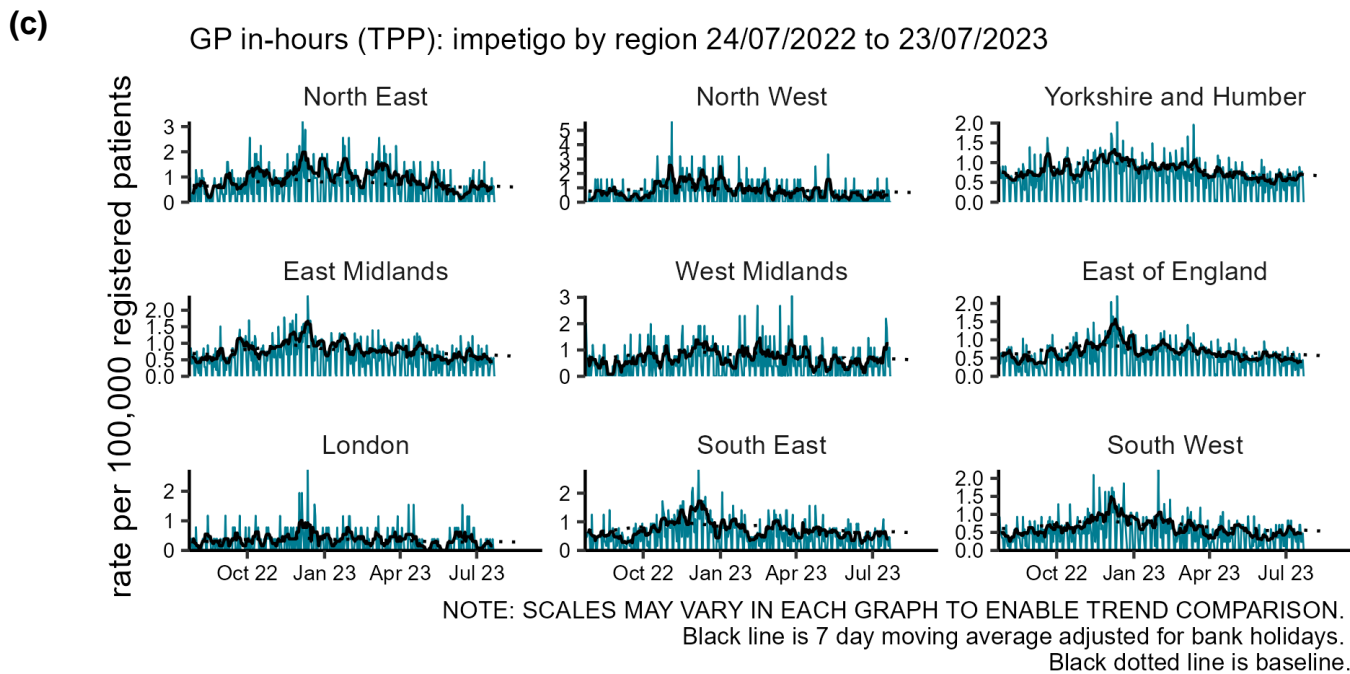 (c)
GP in-hours (TPP): impetigo by region 24/07/2022 to 23/07/2023
rate per 100,000 registered patients
North East
3
2
1
0
North West
5
4
3
2
1
0
Yorkshire and Humber
2.0
1.5
1.0
0.5
0.0
East Midlands
2.0
1.5
1.0
0.5
0.0
West Midlands
3
2
1
0
East of England
2.0
1.5
1.0
0.5
0.0
London
2
1
0
South East
2
1
0
South West
2.0
1.5
1.0
0.5
0.0
Oct 22 Jan 23 Apr 23 Jul 23
Oct 22 Jan 23 Apr 23 Jul 23
Oct 22 Jan 23 Apr 23 Jul 23
NOTE: SCALES MAY VARY IN EACH GRAPH TO ENABLE TREND COMPARISON.
Black line is 7 day moving average adjusted for bank holidays.
Black dotted line is baseline.